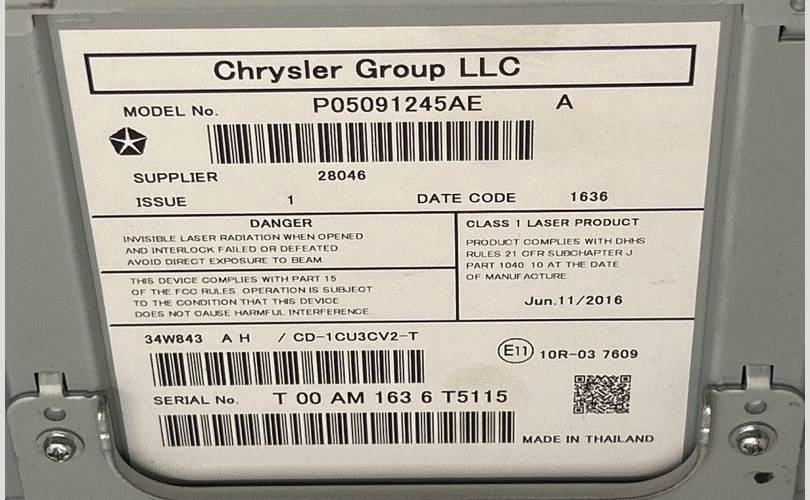 Chrysler Group LLC
MODEL No. P05091245AE A
SUPPLIER 28046
ISSUE 1 DATE CODE 1636
DANGER
INVISIBLE LASER RADIATION WHEN OPENED
AND INTERLOCK FAILED OR DEFEATED
AVOID DIRECT EXPOSURE TO BEAM
THIS DEVICE COMPLIES WITH PART 15
OF THE FCC RULES OPERATION IS SUBJECT
TO THE CONDITION THAT THIS DEVICE
DOES NOT CAUSE HARMFUL INTERFERENCE
CLASS 1 LASER PRODUCT
PRODUCT COMPLIES WITH DHHS
RULES 21 CFR SUBCHAPTER J
PART 1040. 10 AT THE DATE
OF MANUFACTURE
Jun.11/2016
34W843 A H / CD-1CU3CV2-T
E11 10R-03 7609
SERIAL No. T 00 AM 163 6 T5115
MADE IN THAILAND